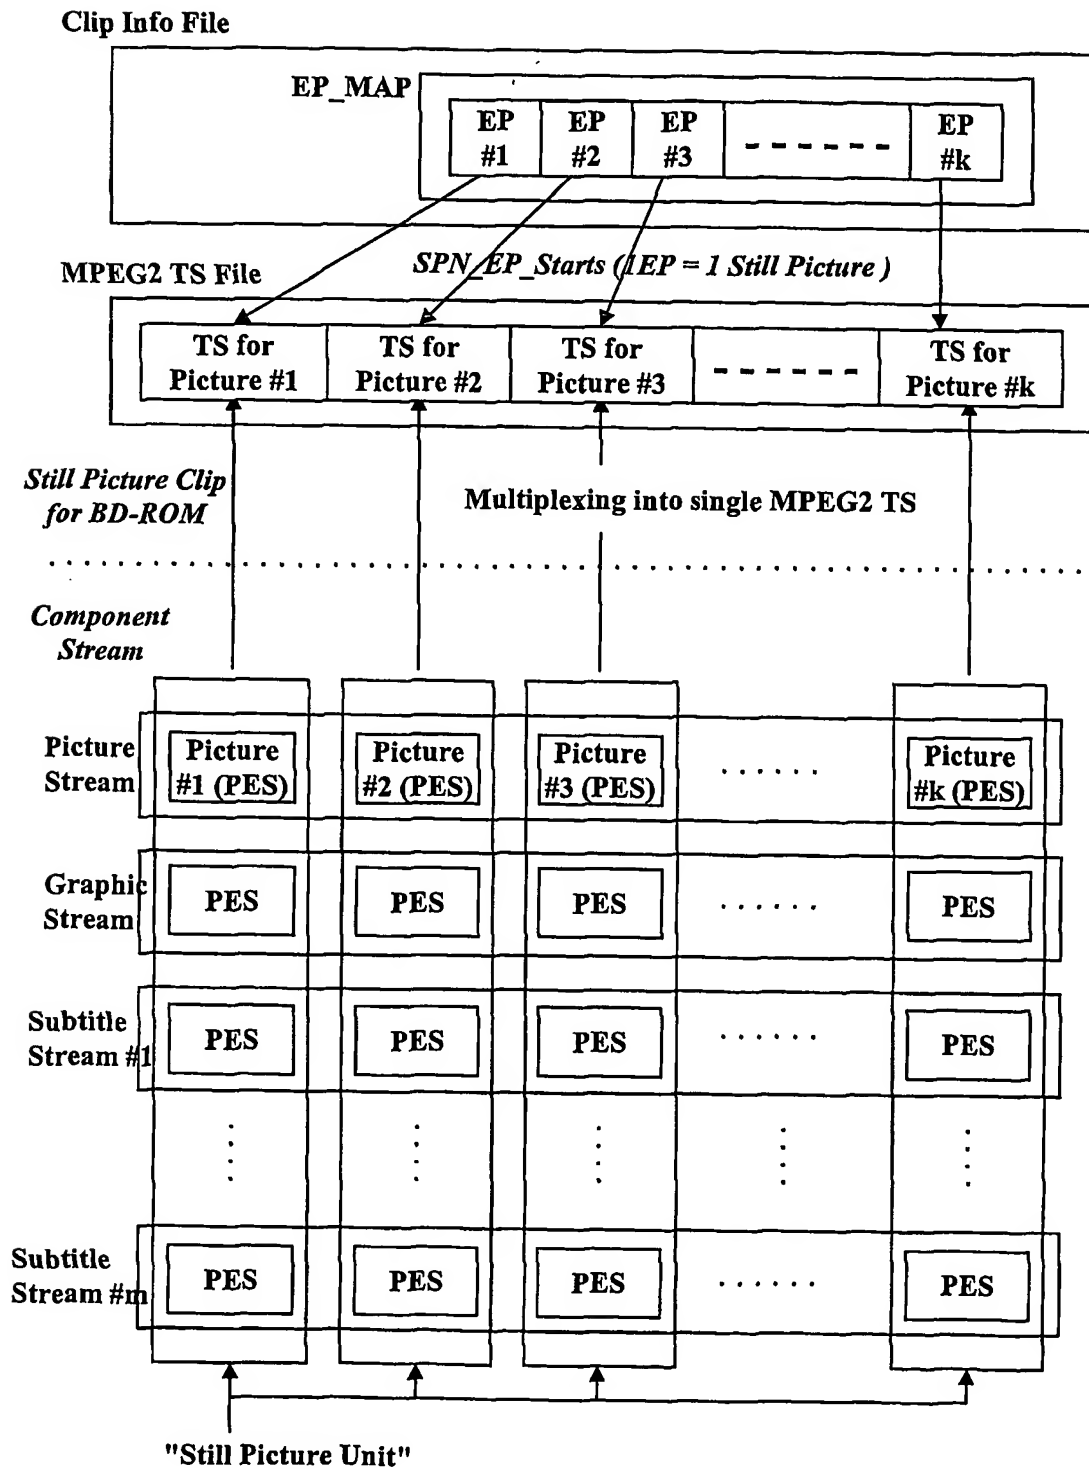 Clip Info File
EP_MAP
EP #1
EP #2
EP #3
EP #k
SPN_EP_Starts (1EP = 1 Still Picture )
MPEG2 TS File
TS for Picture #1
TS for Picture #2
TS for Picture #3
TS for Picture #k
Still Picture Clip
for BD-ROM
Multiplexing into single MPEG2 TS
Component
Stream
Picture
Stream
Picture #1 (PES)
Picture #2 (PES)
Picture #3 (PES)
Picture #k (PES)
Graphic
Stream
PES
PES
PES
PES
Subtitle
Stream #1
PES
PES
PES
PES
Subtitle
Stream #m
PES
PES
PES
PES
"Still Picture Unit"